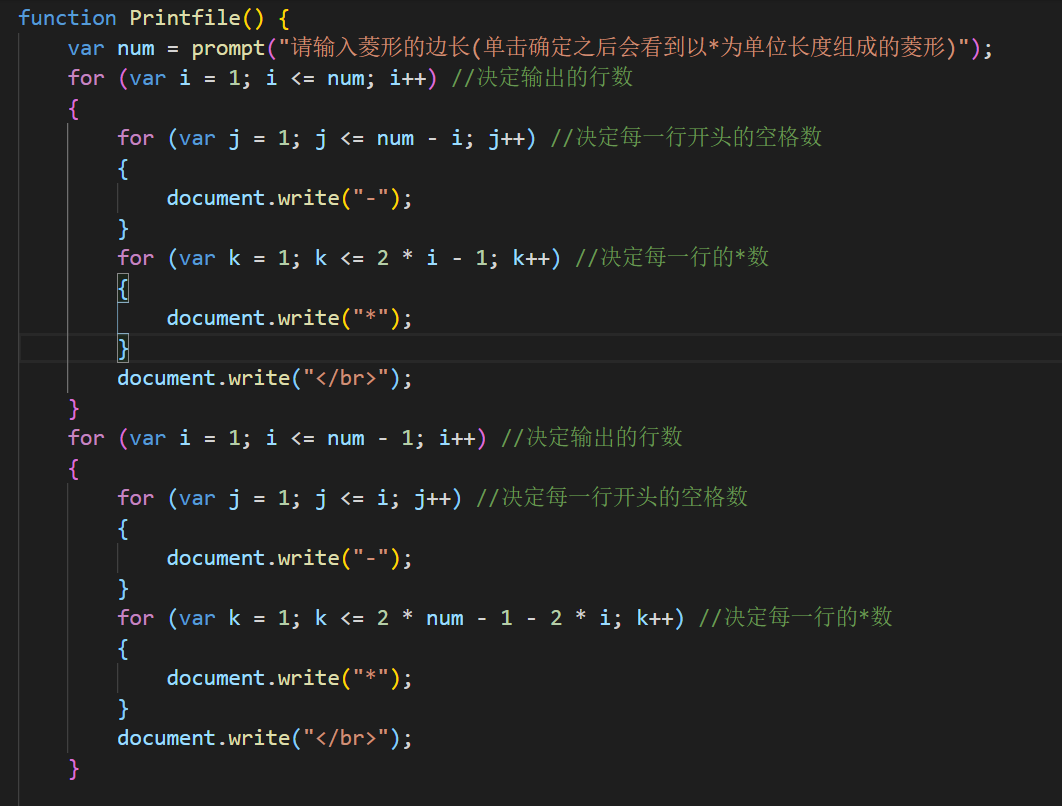 function Printfile() {
var num = prompt("请输入菱形的边长(单击确定之后会看到以*为单位长度组成的菱形)");
for (var i = 1; i <= num; i++) //决定输出的行数
{
for (var j = 1; j <= num - i; j++) //决定每一行开头的空格数
{
document.write("-");
}
for (var k = 1; k <= 2 * i - 1; k++) //决定每一行的*数
{
document.write("*");
}
document.write("</br>");
}
for (var i = 1; i <= num - 1; i++) //决定输出的行数
{
for (var j = 1; j <= i; j++) //决定每一行开头的空格数
{
document.write("-");
}
for (var k = 1; k <= 2 * num - 1 - 2 * i; k++) //决定每一行的*数
{
document.write("*");
}
document.write("</br>");
}